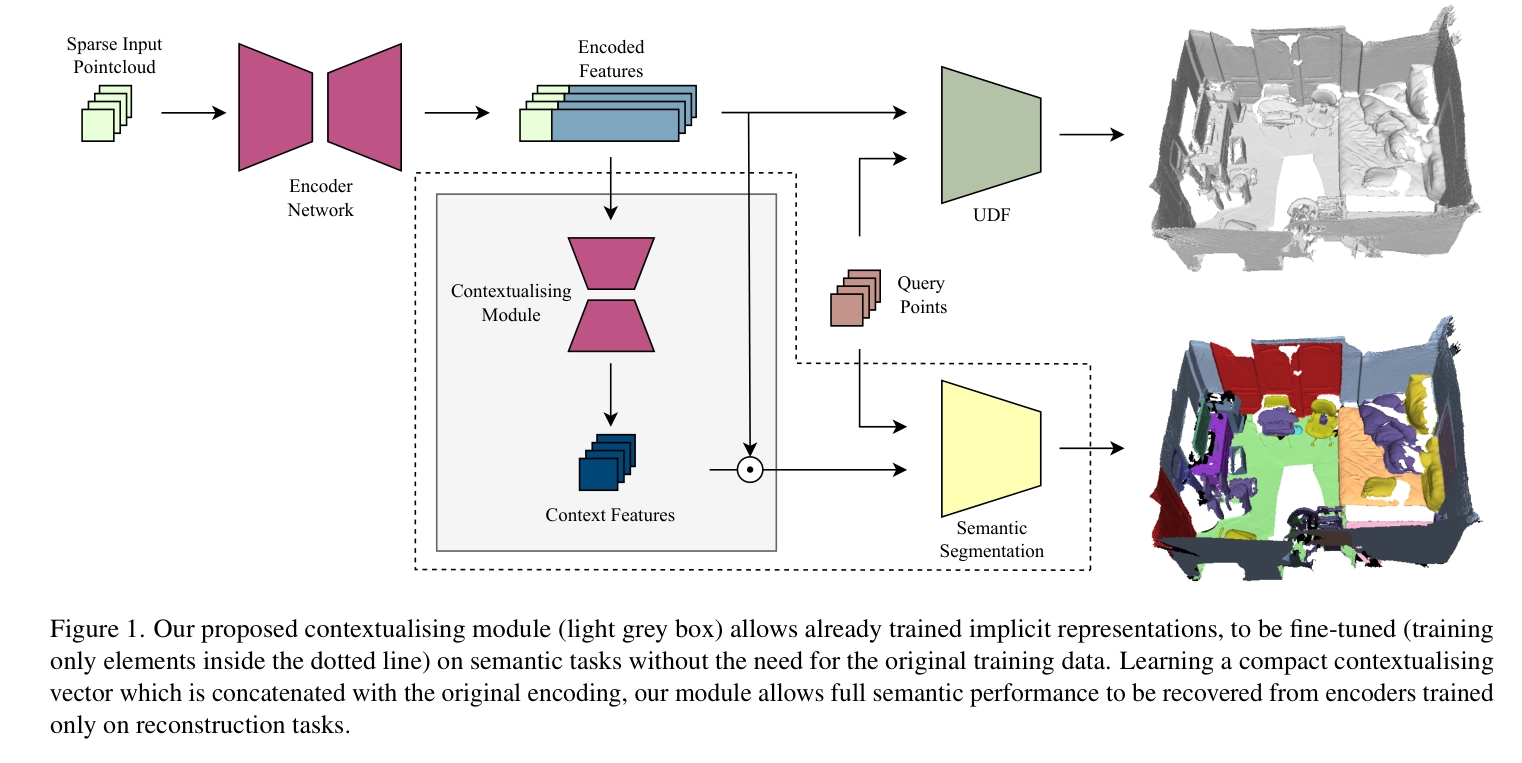 Sparse Input
Pointcloud
Encoder
Network
Encoded
Features
UDF
Contextualising
Module
Query
Points
Context Features
Semantic
Segmentation
Figure 1. Our proposed contextualising module (light grey box) allows already trained implicit representations, to be fine-tuned (training
only elements inside the dotted line) on semantic tasks without the need for the original training data. Learning a compact contextualising
vector which is concatenated with the original encoding, our module allows full semantic performance to be recovered from encoders trained
only on reconstruction tasks.